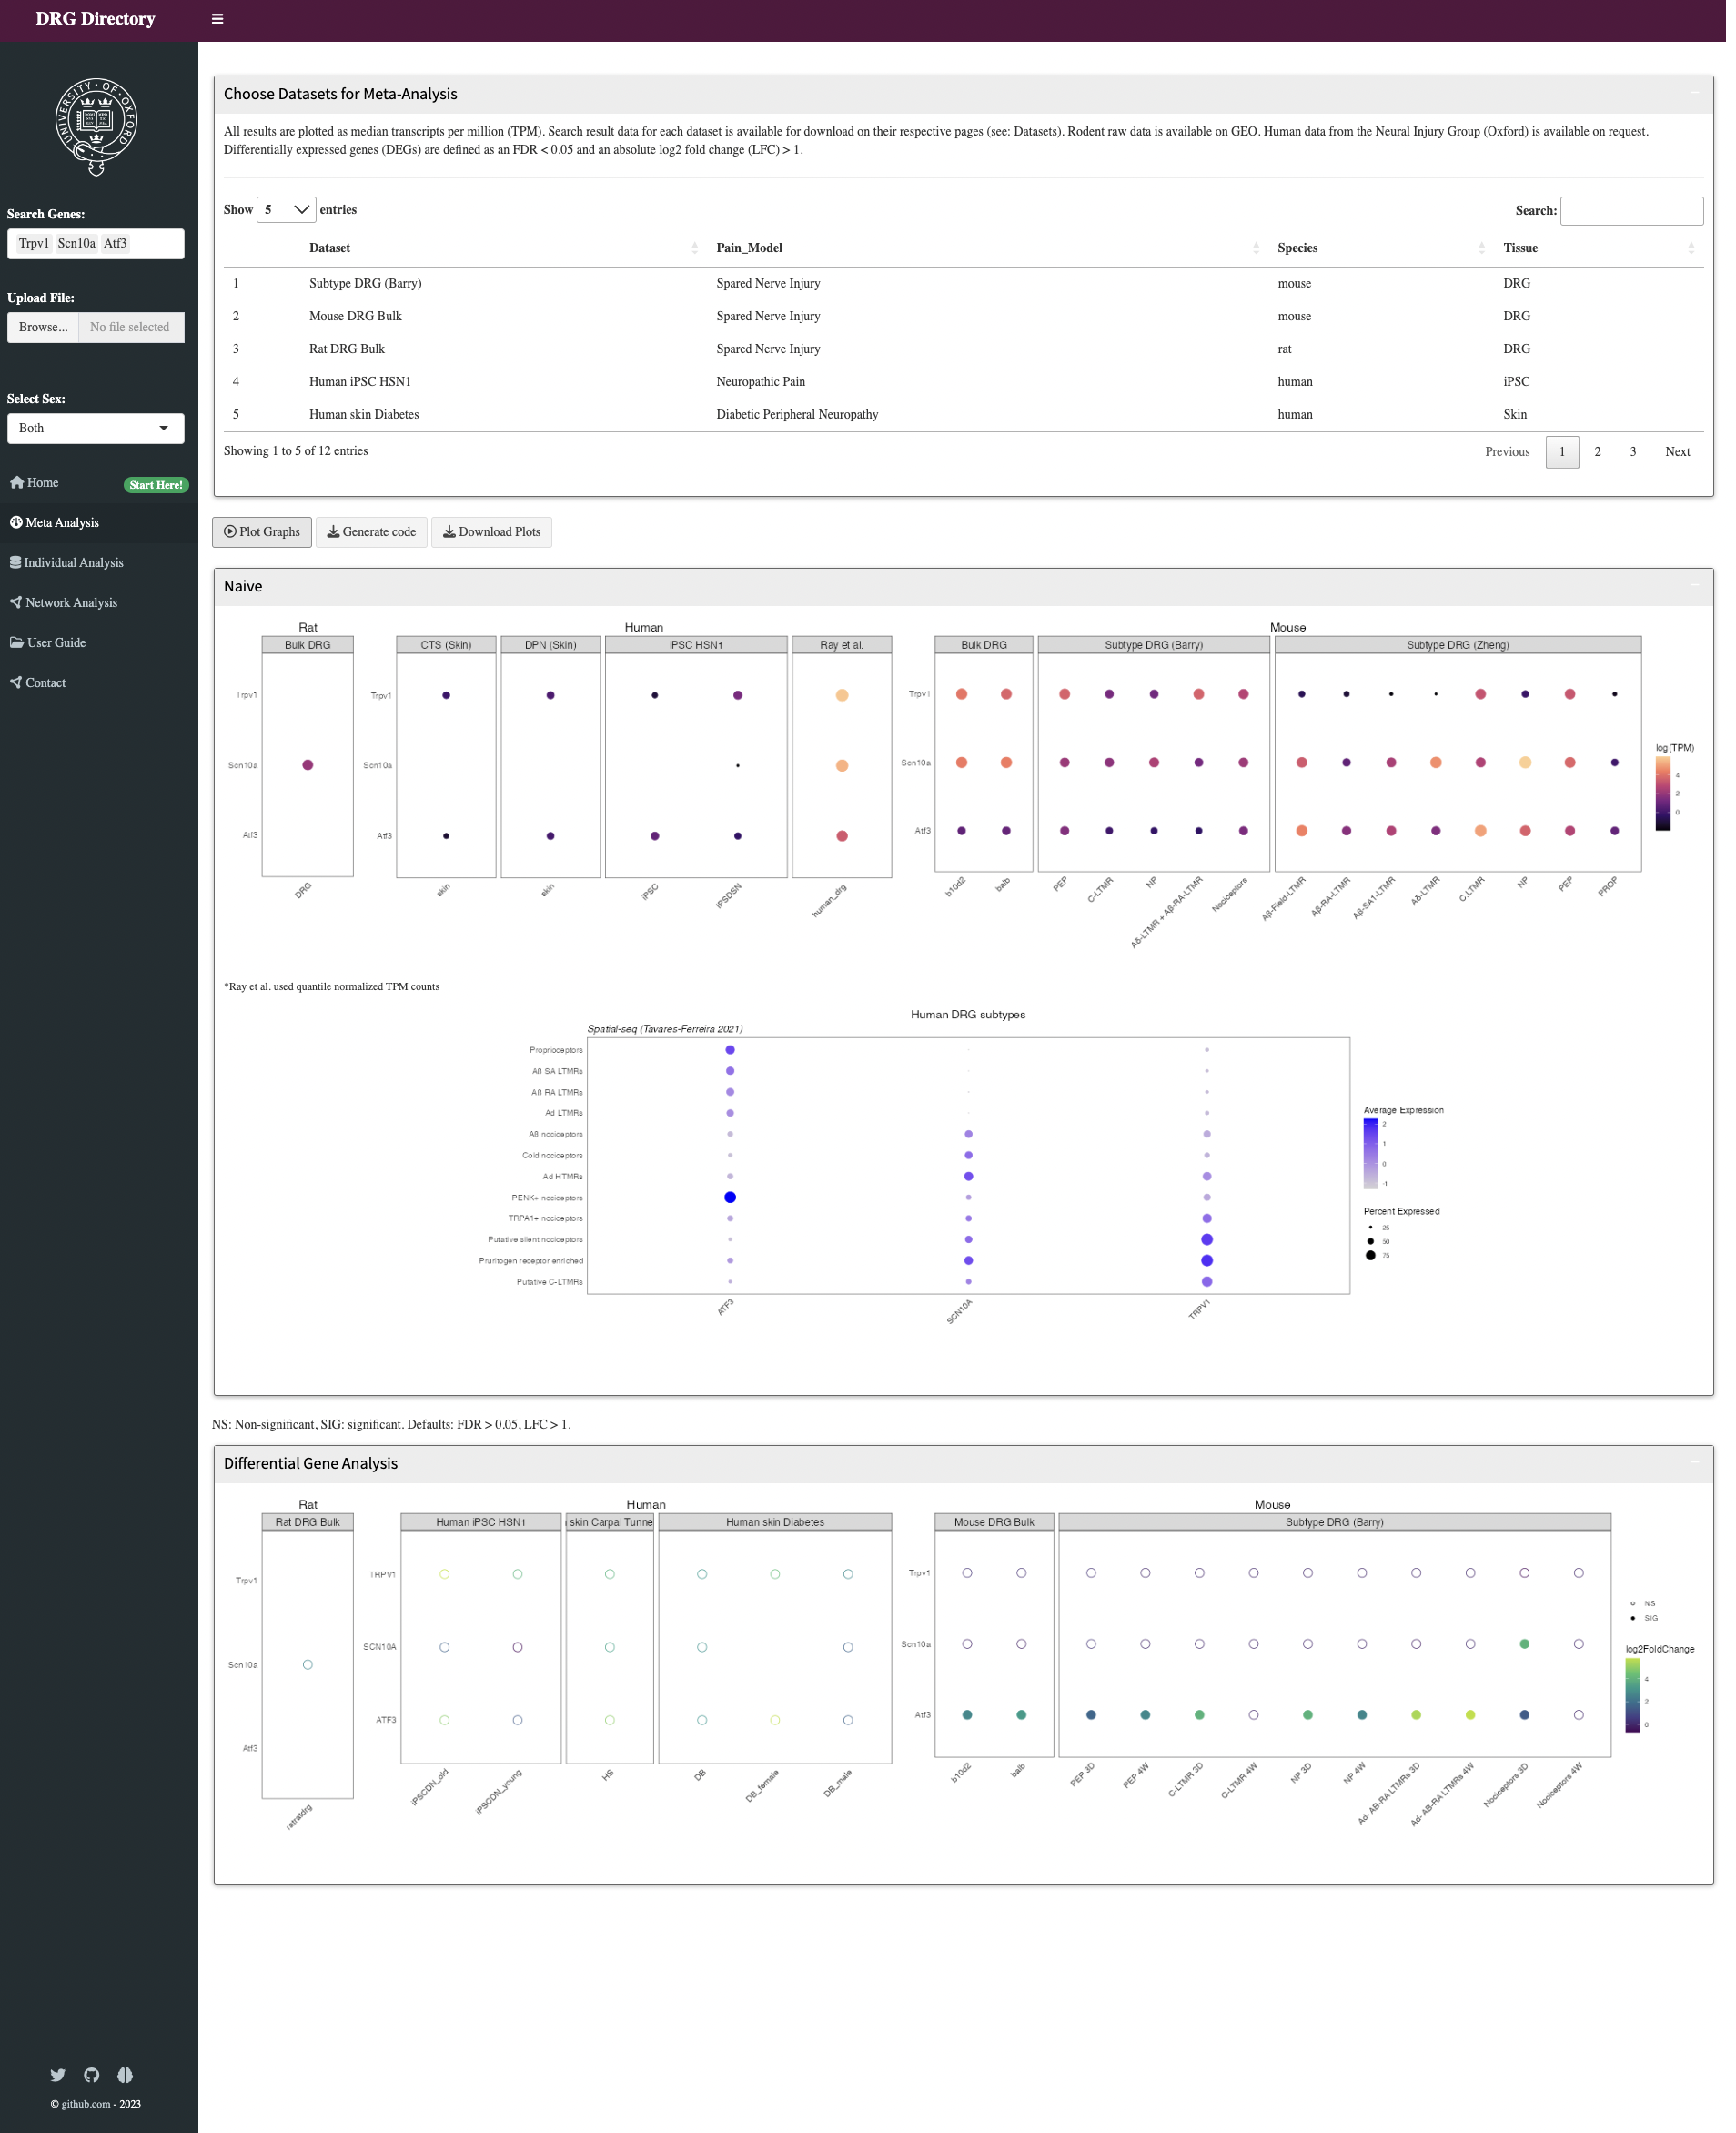 DRG Directory
UNIVERSITY · OF · OXFORD
Search Genes:
Trpv1 Scn10a Atf3
Upload File:
Browse... No file selected
Select Sex:
Both
Home Start Here!
Meta Analysis
Individual Analysis
Network Analysis
User Guide
Contact
© github.com - 2023
Choose Datasets for Meta-Analysis
All results are plotted as median transcripts per million (TPM). Search result data for each dataset is available for download on their respective pages (see: Datasets). Rodent raw data is available on GEO. Human data from the Neural Injury Group (Oxford) is available on request.
Differentially expressed genes (DEGs) are defined as an FDR < 0.05 and an absolute log2 fold change (LFC) > 1.
Show 5 entries Search:
Dataset Pain_Model Species Tissue
1 Subtype DRG (Barry) Spared Nerve Injury mouse DRG
2 Mouse DRG Bulk Spared Nerve Injury mouse DRG
3 Rat DRG Bulk Spared Nerve Injury rat DRG
4 Human iPSC HSN1 Neuropathic Pain human iPSC
5 Human skin Diabetes Diabetic Peripheral Neuropathy human Skin
Showing 1 to 5 of 12 entries Previous 1 2 3 Next
Plot Graphs Generate code Download Plots
Naive
Rat
Bulk DRG
Trpv1
Scn10a
Atf3
DRG
Human
CTS (Skin) DPN (Skin) iPSC HSN1 Ray et al.
Trpv1
Scn10a
Atf3
skin skin iPSC iPSDSN human_drg
Mouse
Bulk DRG Subtype DRG (Barry) Subtype DRG (Zheng)
Trpv1
Scn10a
Atf3
b10d2 balb PEP C-LTMR NP Aδ-LTMR + Aβ-RA-LTMR Nociceptors Aβ-Field-LTMR Aβ-RA-LTMR Aβ-SA1-LTMR Aδ-LTMR C.LTMR NP PEP PROP
log(TPM)
4
2
0
*Ray et al. used quantile normalized TPM counts
Human DRG subtypes
Spatial-seq (Tavares-Ferreira 2021)
Proprioceptors
Aß SA LTMRs
Aß RA LTMRs
Ad LTMRs
Aß nociceptors
Cold nociceptors
Ad HTMRs
PENK+ nociceptors
TRPA1+ nociceptors
Putative silent nociceptors
Pruritogen receptor enriched
Putative C-LTMRs
ATF3 SCN10A TRPV1
Average Expression
2
1
0
-1
Percent Expressed
25
50
75
NS: Non-significant, SIG: significant. Defaults: FDR > 0.05, LFC > 1.
Differential Gene Analysis
Rat
Rat DRG Bulk
Trpv1
Scn10a
Atf3
ratratdrg
Human
Human iPSC HSN1 skin Carpal Tunne Human skin Diabetes
TRPV1
SCN10A
ATF3
iPSCDN_old iPSCDN_young HS DB DB_female DB_male
Mouse
Mouse DRG Bulk Subtype DRG (Barry)
Trpv1
Scn10a
Atf3
b10d2 balb PEP 3D PEP 4W C-LTMR 3D C-LTMR 4W NP 3D NP 4W Ad- AB-RA LTMRs 3D Ad- AB-RA LTMRs 4W Nociceptors 3D Nociceptors 4W
NS
SIG
log2FoldChange
4
2
0